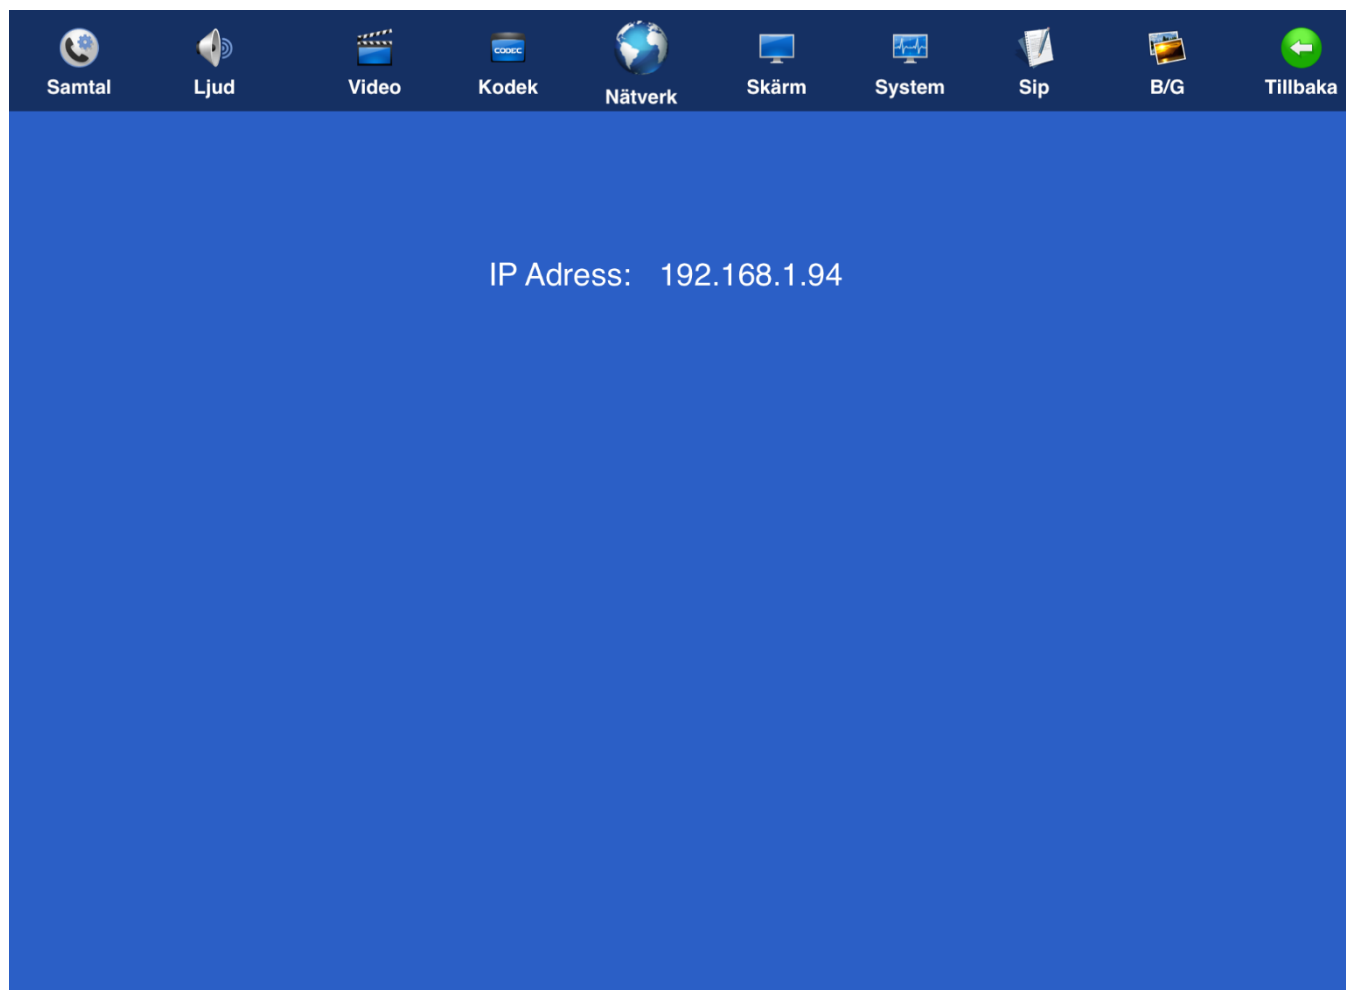 Samtal Ljud Video CODEC Kodek Nätverk Skärm System Sip B/G Tillbaka
IP Adress: 192.168.1.94